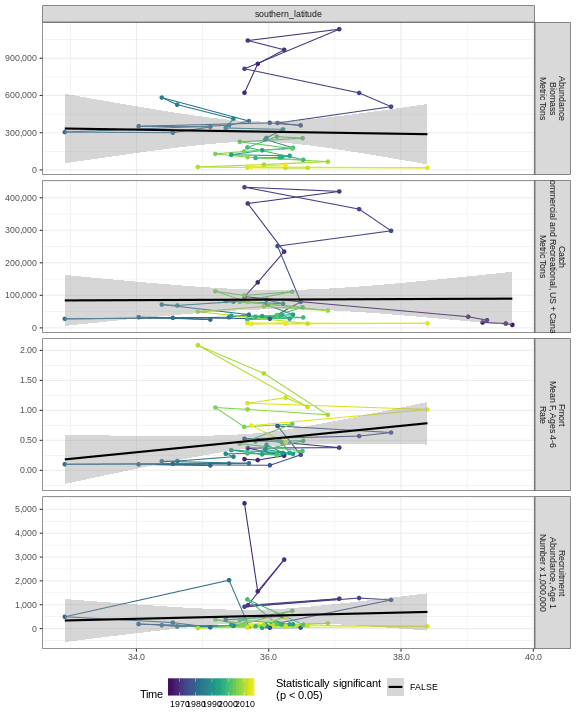 southern_latitude
900,000
600,000
300,000
0
Abundance
Biomass
Metric Tons
400,000
300,000
200,000
100,000
0
Catch
ommercial and Recreational, US + Cana
Metric Tons
2.00
1.50
1.00
0.50
0.00
Fmort
Mean F, Ages 4-6
Rate
5,000
4,000
3,000
2,000
1,000
0
Recruitment
Abundance, Age 1
Number x 1,000,000
34.0
36.0
38.0
40.0
Time
1970
1980
1990
2000
2010
Statistically significant
(p < 0.05)
FALSE